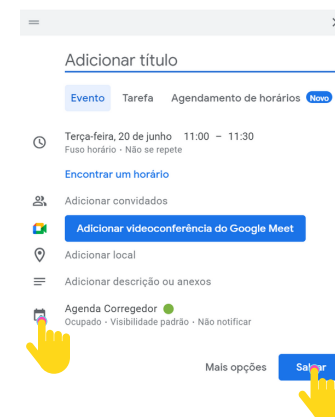 Adicionar título
Evento Tarefa Agendamento de horários Novo
Terça-feira, 20 de junho 11:00 – 11:30
Fuso horário · Não se repete
Encontrar um horário
Adicionar convidados
Adicionar videoconferência do Google Meet
Adicionar local
Adicionar descrição ou anexos
Agenda Corregedor
Ocupado · Visibilidade padrão · Não notificar
Mais opções Salvar